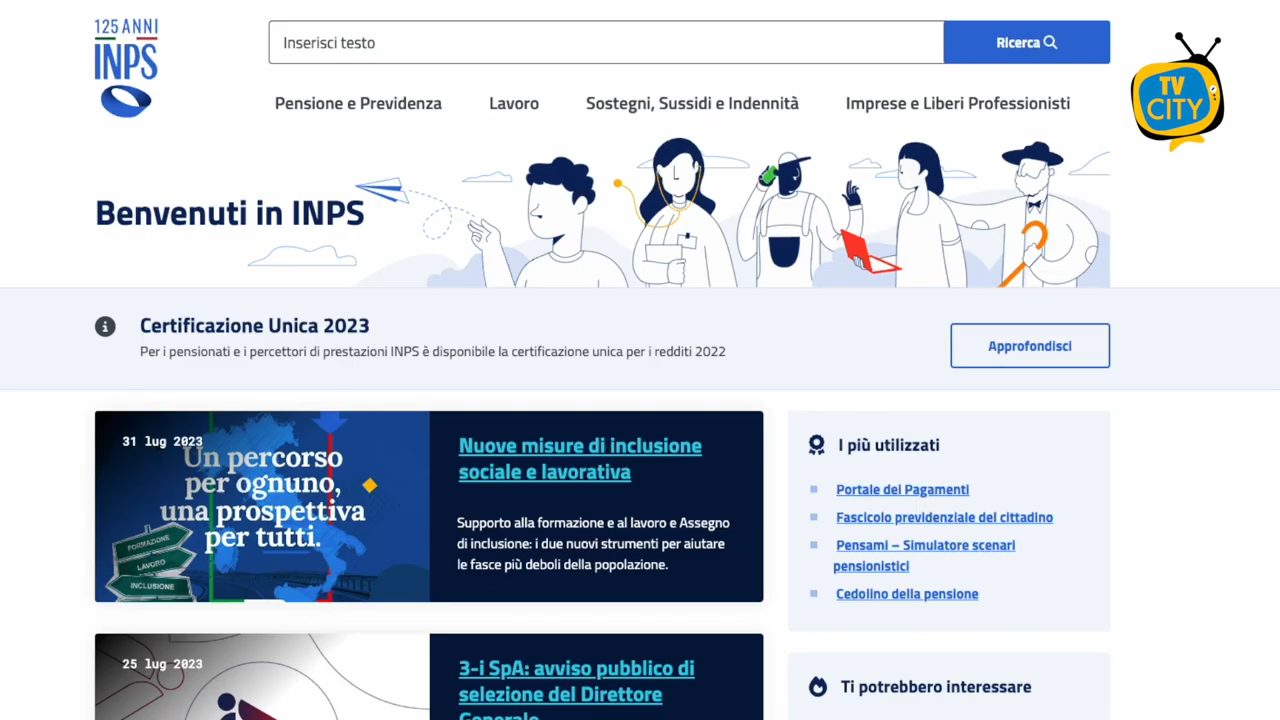 125 ANNI
INPS
Inserisci testo
Ricerca
TV
CITY
Pensione e Previdenza
Lavoro
Sostegni, Sussidi e Indennità
Imprese e Liberi Professionisti
Benvenuti in INPS
Certificazione Unica 2023
Per i pensionati e i percettori di prestazioni INPS è disponibile la certificazione unica per i redditi 2022
Approfondisci
31 lug 2023
Un percorso
per ognuno,
una prospettiva
per tutti.
FORMAZIONE
LAVORO
INCLUSIONE
Nuove misure di inclusione
sociale e lavorativa
Supporto alla formazione e al lavoro e Assegno
di inclusione: i due nuovi strumenti per aiutare
le fasce più deboli della popolazione.
I più utilizzati
Portale dei Pagamenti
Fascicolo previdenziale del cittadino
Pensami – Simulatore scenari
pensionistici
Cedolino della pensione
25 lug 2023
3-i SpA: avviso pubblico di
selezione del Direttore
Generale
Ti potrebbero interessare